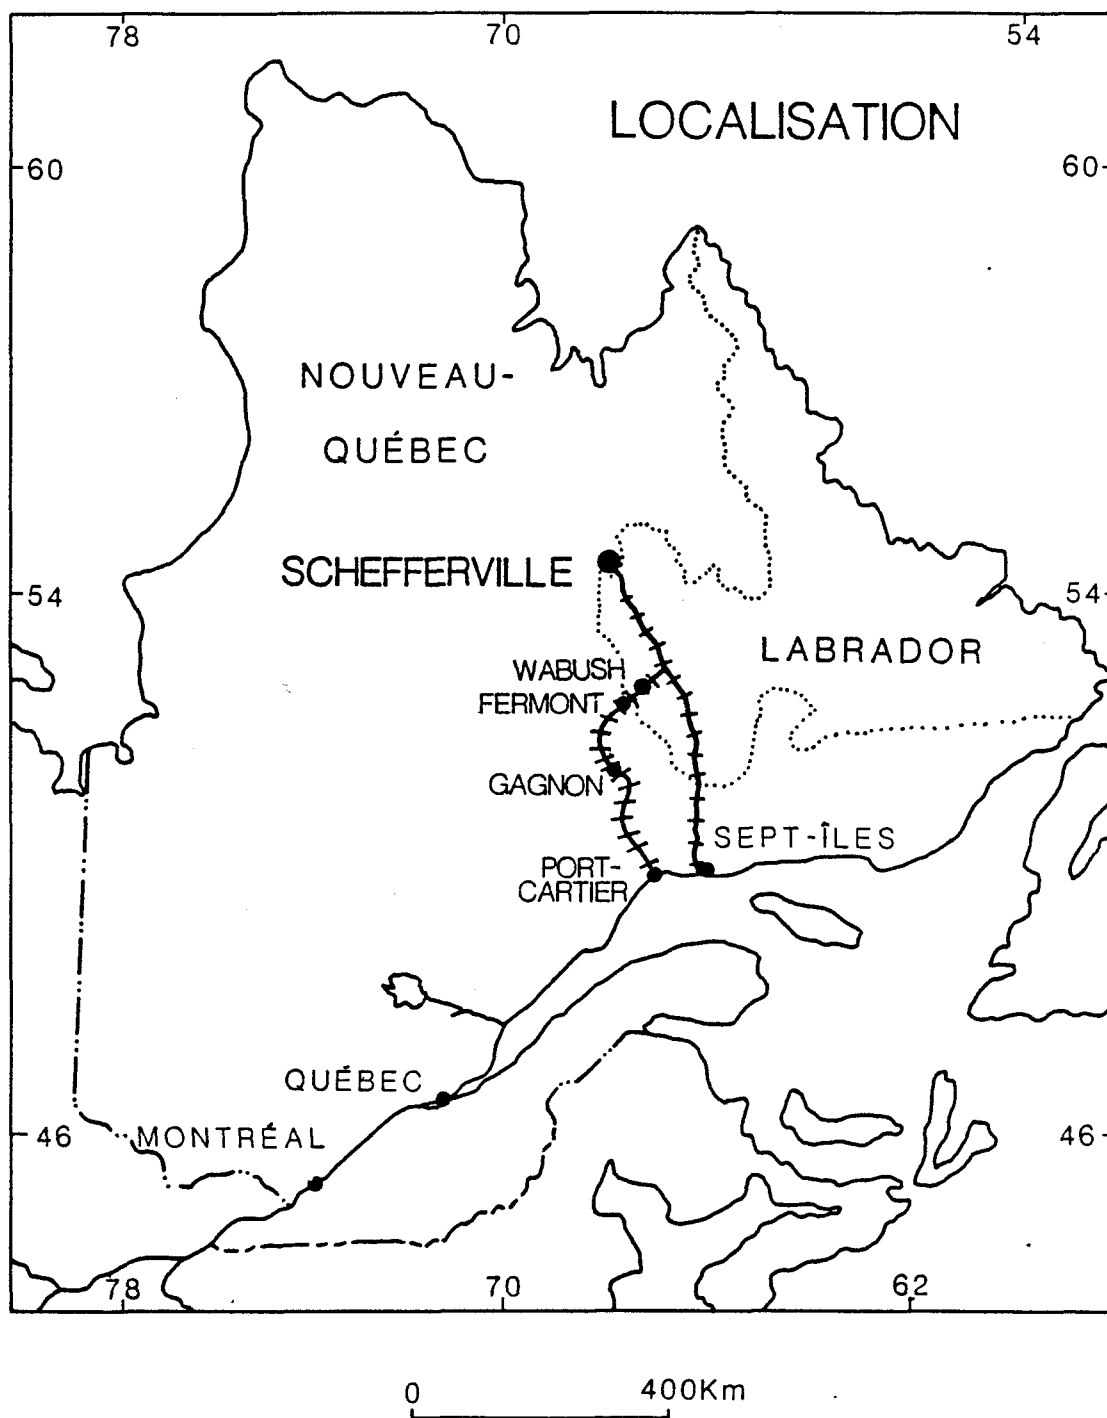 78 70 54
LOCALISATION
60 60
NOUVEAU-
QUÉBEC
SCHEFFERVILLE
54 54
LABRADOR
WABUSH
FERMONT
GAGNON
SEPT-ÎLES
PORT-
CARTIER
QUÉBEC
46 MONTRÉAL 46
78 70 62
0 400Km